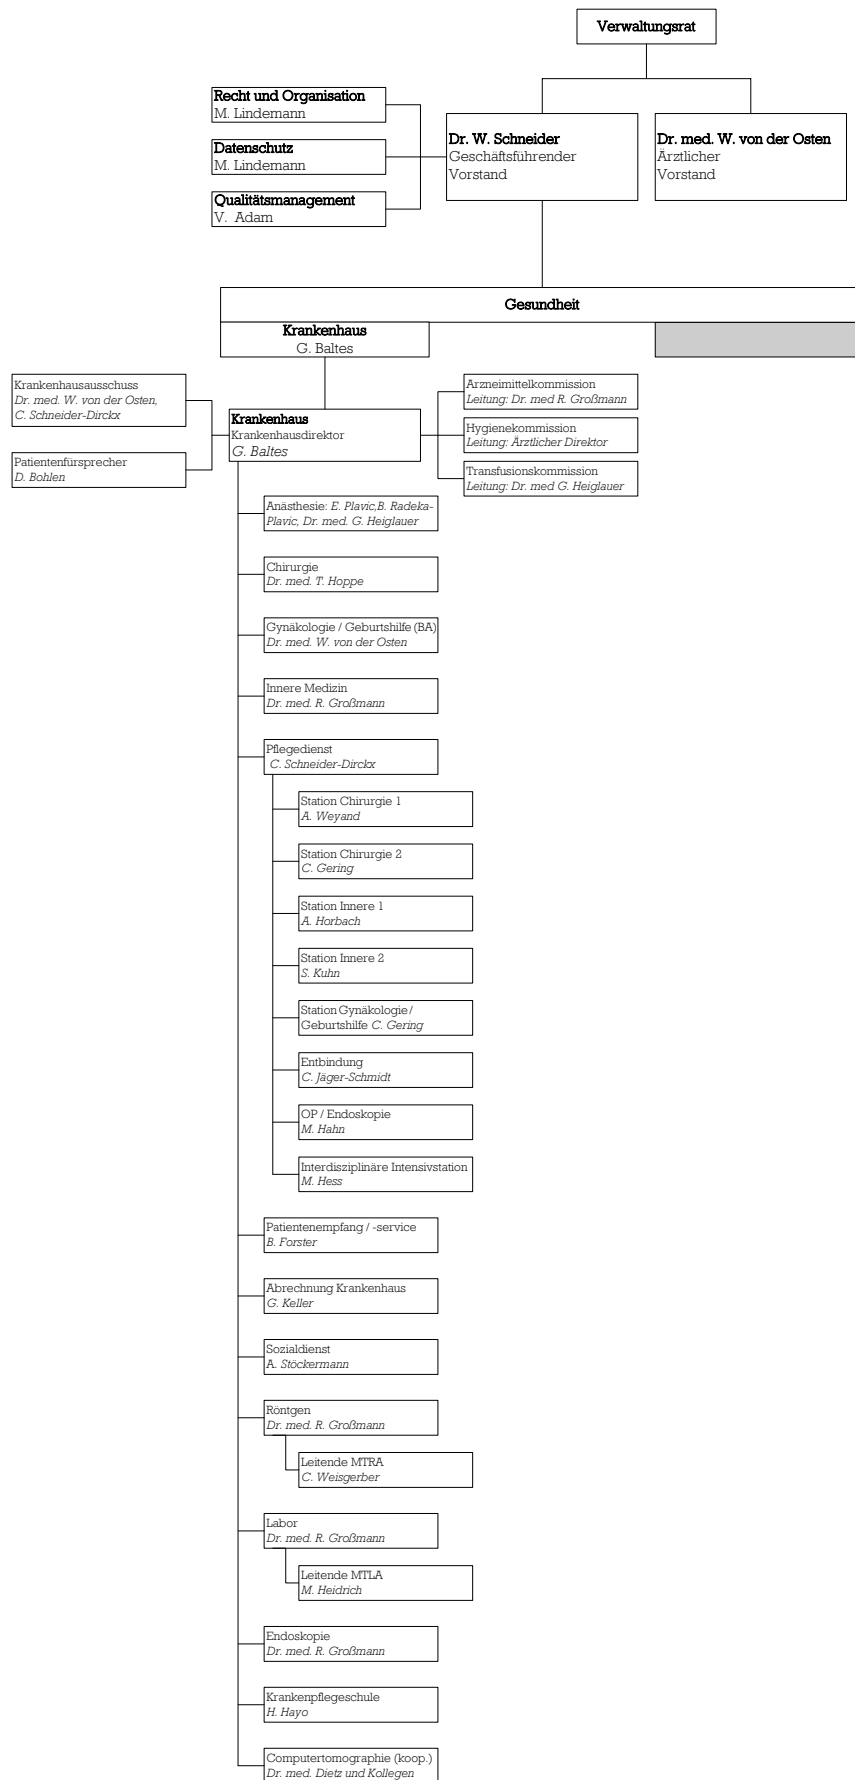 Verwaltungsrat
Recht und Organisation
M. Lindemann
Datenschutz
M. Lindemann
Qualitätsmanagement
V. Adam
Dr. W. Schneider
Geschäftsführender
Vorstand
Dr. med. W. von der Osten
Ärztlicher
Vorstand
Gesundheit
Krankenhaus
G. Baltes
Krankenhausausschuss
Dr. med. W. von der Osten,
C. Schneider-Dirckx
Patientenfürsprecher
D. Bohlen
Krankenhaus
Krankenhausdirektor
G. Baltes
Arzneimittelkommission
Leitung: Dr. med R. Großmann
Hygienekommission
Leitung: Ärztlicher Direktor
Transfusionskommission
Leitung: Dr. med G. Heiglauer
Anästhesie: E. Plavic,B. Radeka-
Plavic, Dr. med. G. Heiglauer
Chirurgie
Dr. med. T. Hoppe
Gynäkologie / Geburtshilfe (BA)
Dr. med. W. von der Osten
Innere Medizin
Dr. med. R. Großmann
Pflegedienst
C. Schneider-Dirckx
Station Chirurgie 1
A. Weyand
Station Chirurgie 2
C. Gering
Station Innere 1
A. Horbach
Station Innere 2
S. Kuhn
Station Gynäkologie /
Geburtshilfe C. Gering
Entbindung
C. Jäger-Schmidt
OP / Endoskopie
M. Hahn
Interdisziplinäre Intensivstation
M. Hess
Patientenempfang / -service
B. Forster
Abrechnung Krankenhaus
G. Keller
Sozialdienst
A. Stöckermann
Röntgen
Dr. med. R. Großmann
Leitende MTRA
C. Weisgerber
Labor
Dr. med. R. Großmann
Leitende MTLA
M. Heidrich
Endoskopie
Dr. med. R. Großmann
Krankenpflegeschule
H. Hayo
Computertomographie (koop.)
Dr. med. Dietz und Kollegen